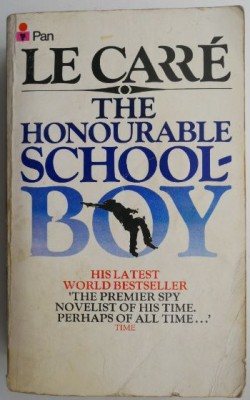 Pan
LE CARRÉ
THE
HONOURABLE
SCHOOL-
BOY
HIS LATEST
WORLD BESTSELLER
'THE PREMIER SPY
NOVELIST OF HIS TIME.
PERHAPS OF ALL TIME...'
TIME